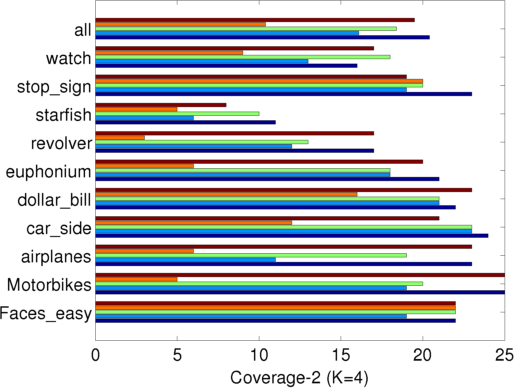 all
watch
stop_sign
starfish
revolver
euphonium
dollar_bill
car_side
airplanes
Motorbikes
Faces_easy
0 5 10 15 20 25
Coverage-2 (K=4)